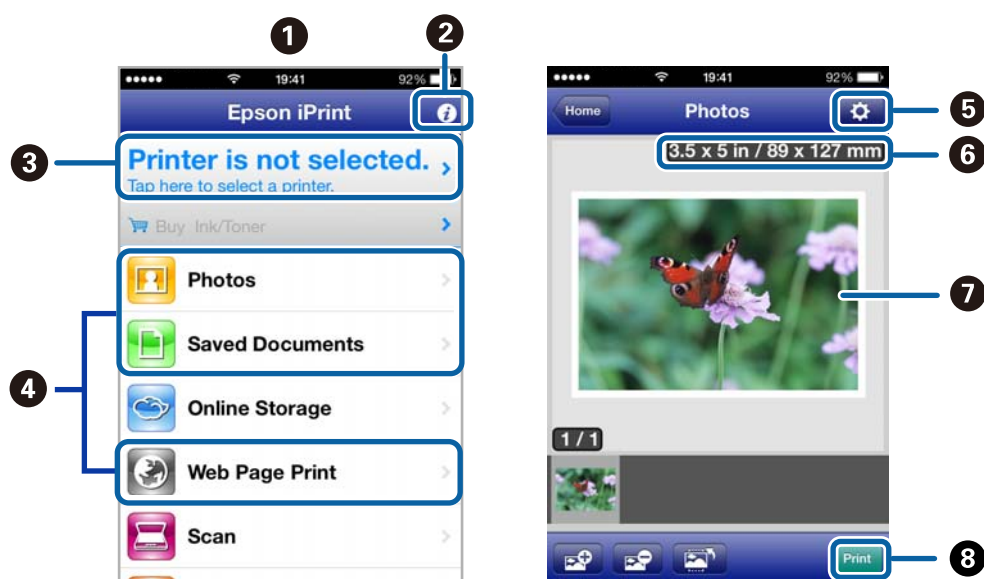 1
2
19:41
92%
Epson iPrint
i
3
Printer is not selected.
Tap here to select a printer.
Buy Ink/Toner
Photos
Saved Documents
4
Online Storage
Web Page Print
Scan
19:41
92%
Home
Photos
5
3.5 x 5 in / 89 x 127 mm
6
7
1 / 1
Print
8